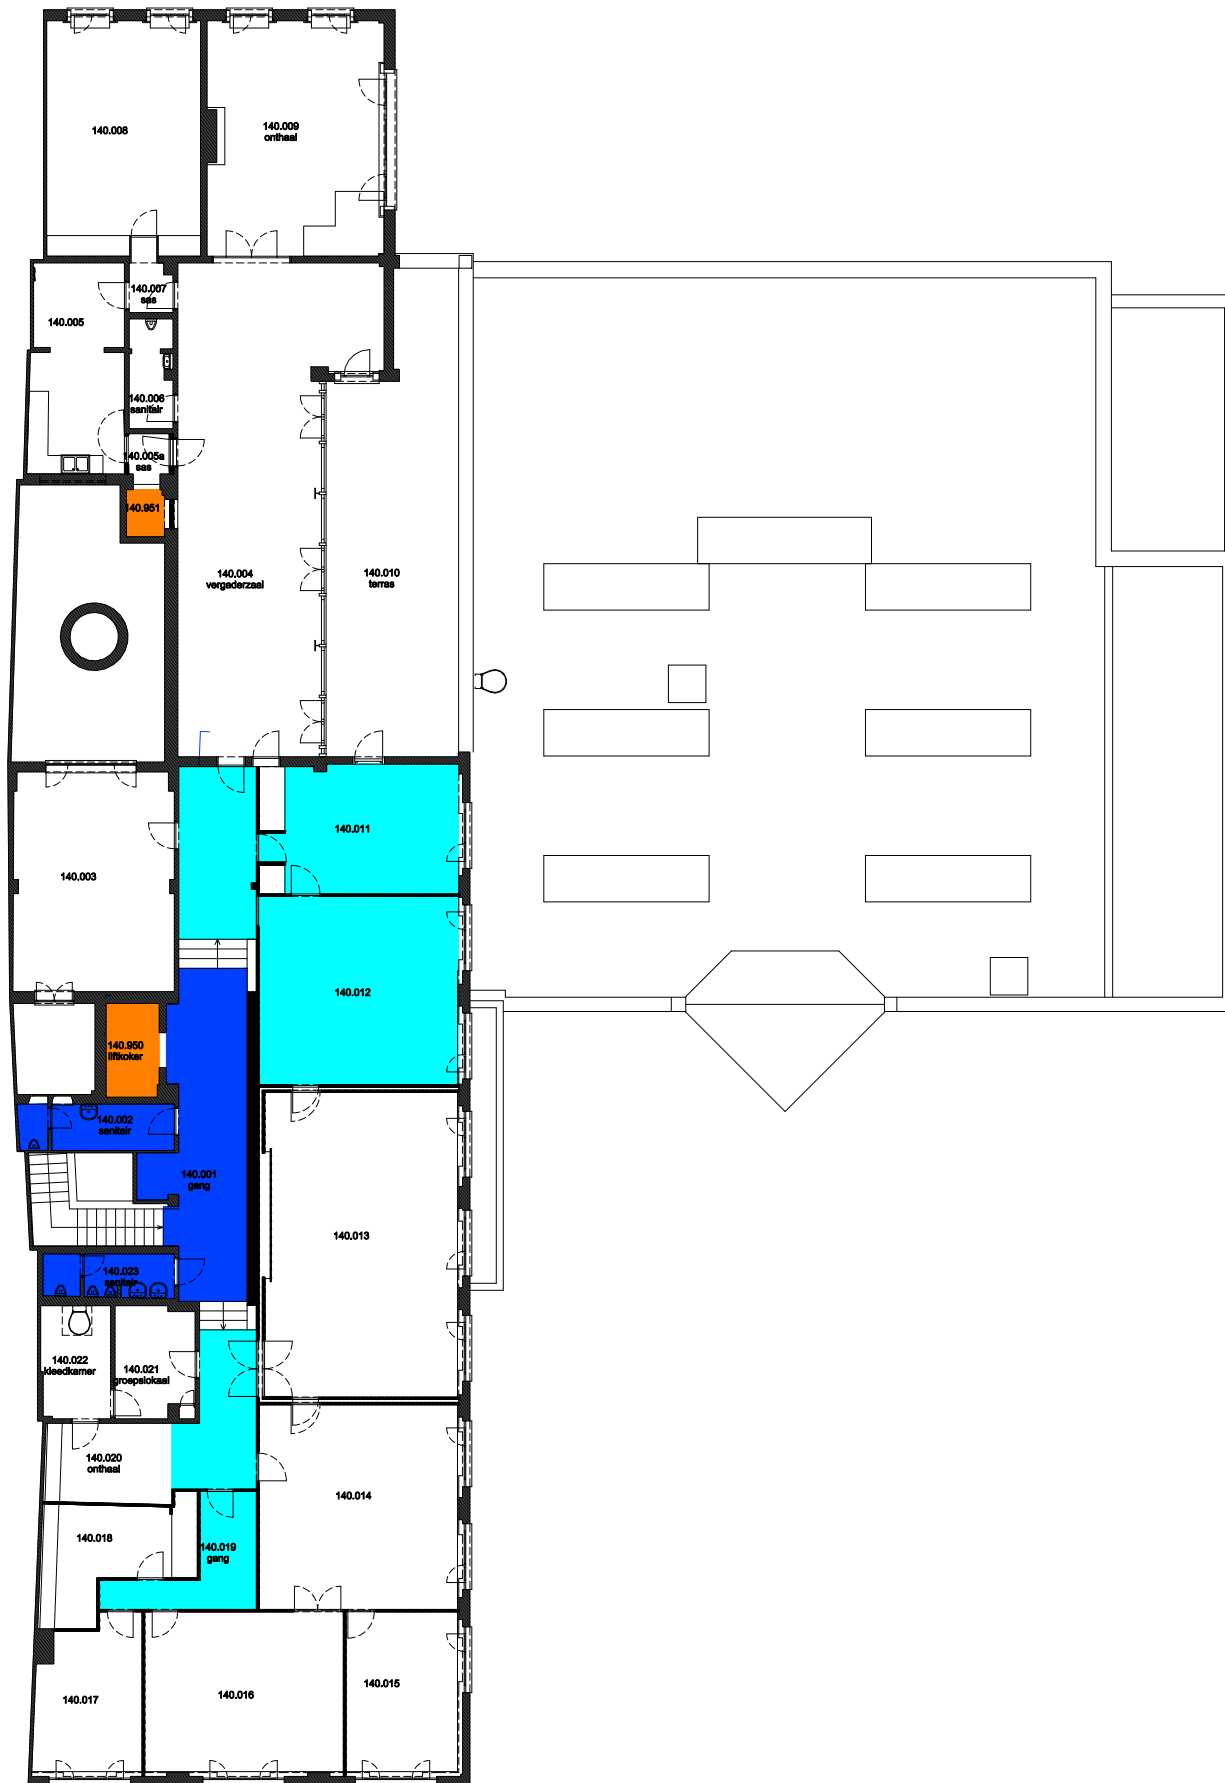 140.008
140.009
onthaal
140.007
sas
140.005
140.006
sanitair
140.005a
sas
140.951
140.004
vergaderzaal
140.010
terras
140.011
140.003
140.012
140.950
liftkoker
140.002
sanitair
140.001
gang
140.013
140.023
sanitair
140.022
kleedkamer
140.021
groepslokaal
140.020
onthaal
140.014
140.018
140.019
gang
140.015
140.016
140.017